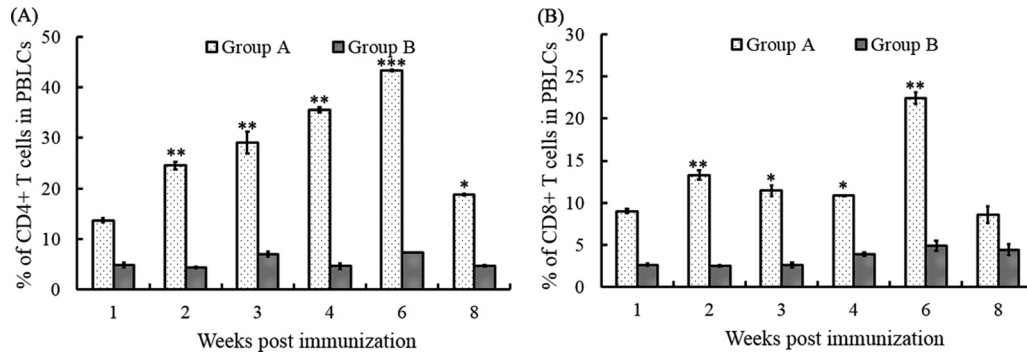 (A)
% of CD4+ T cells in PBLCs
50
40
30
20
10
0
Group A Group B
** ** ** *** *
1 2 3 4 6 8
Weeks post immunization
(B)
% of CD8+ T cells in PBLCs
30
25
20
15
10
5
0
Group A Group B
** * * **
1 2 3 4 6 8
Weeks post immunization